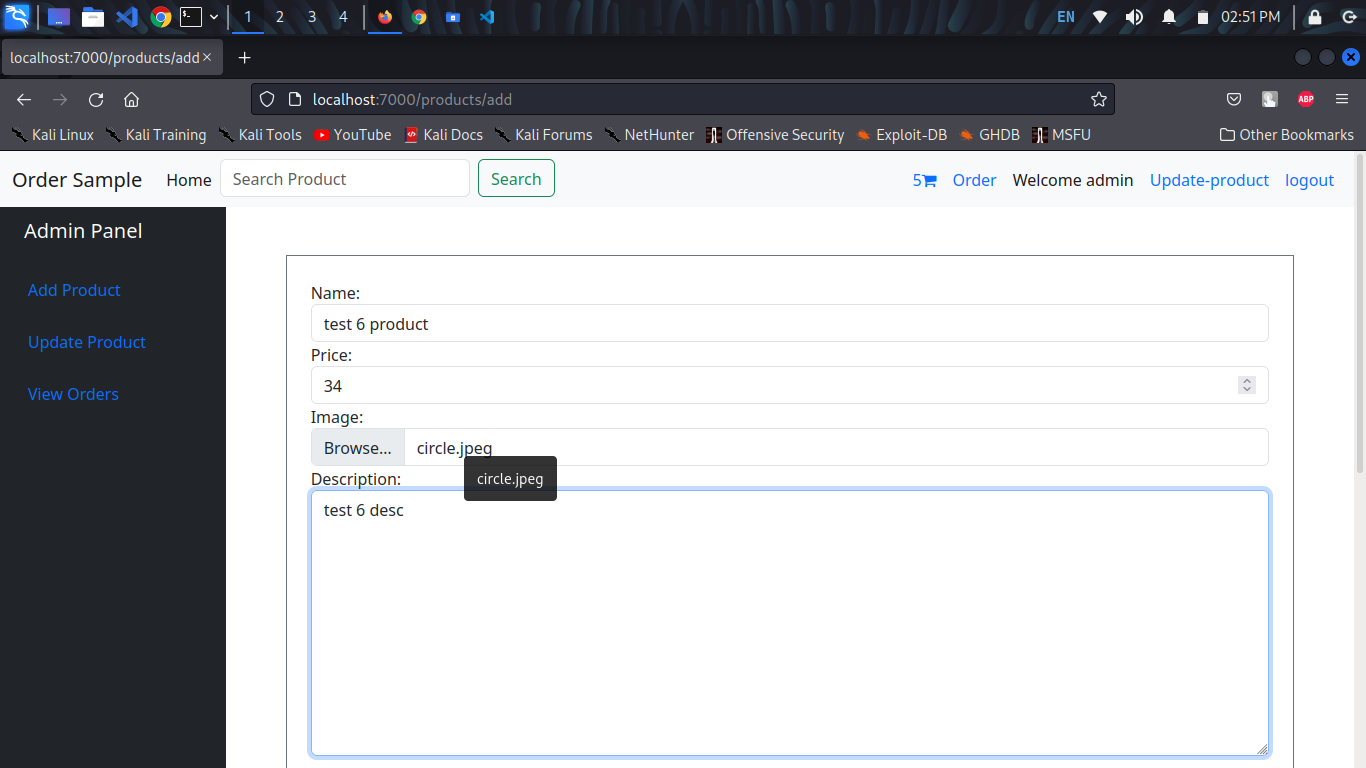 1 2 3 4 EN 02:51 PM
localhost:7000/products/add
localhost:7000/products/add ABP
Kali Linux Kali Training Kali Tools YouTube Kali Docs Kali Forums NetHunter Offensive Security Exploit-DB GHDB MSFU Other Bookmarks
Order Sample Home Search Product Search 5 Order Welcome admin Update-product logout
Admin Panel
Add Product
Update Product
View Orders
Name:
test 6 product
Price:
34
Image:
Browse... circle.jpeg
Description:
circle.jpeg
test 6 desc